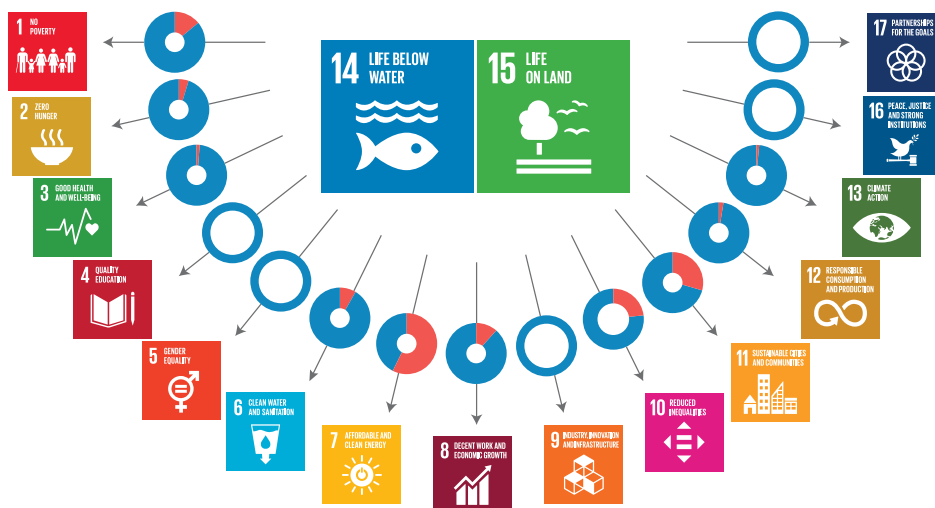 1 NO
POVERTY
2 ZERO
HUNGER
3 GOOD HEALTH
AND WELL-BEING
4 QUALITY
EDUCATION
5 GENDER
EQUALITY
6 CLEAN WATER
AND SANITATION
7 AFFORDABLE AND
CLEAN ENERGY
8 DECENT WORK AND
ECONOMIC GROWTH
9 INDUSTRY, INNOVATION
AND INFRASTRUCTURE
10 REDUCED
INEQUALITIES
11 SUSTAINABLE CITIES
AND COMMUNITIES
12 RESPONSIBLE
CONSUMPTION
AND PRODUCTION
13 CLIMATE
ACTION
14 LIFE BELOW
WATER
15 LIFE
ON LAND
16 PEACE, JUSTICE
AND STRONG
INSTITUTIONS
17 PARTNERSHIPS
FOR THE GOALS